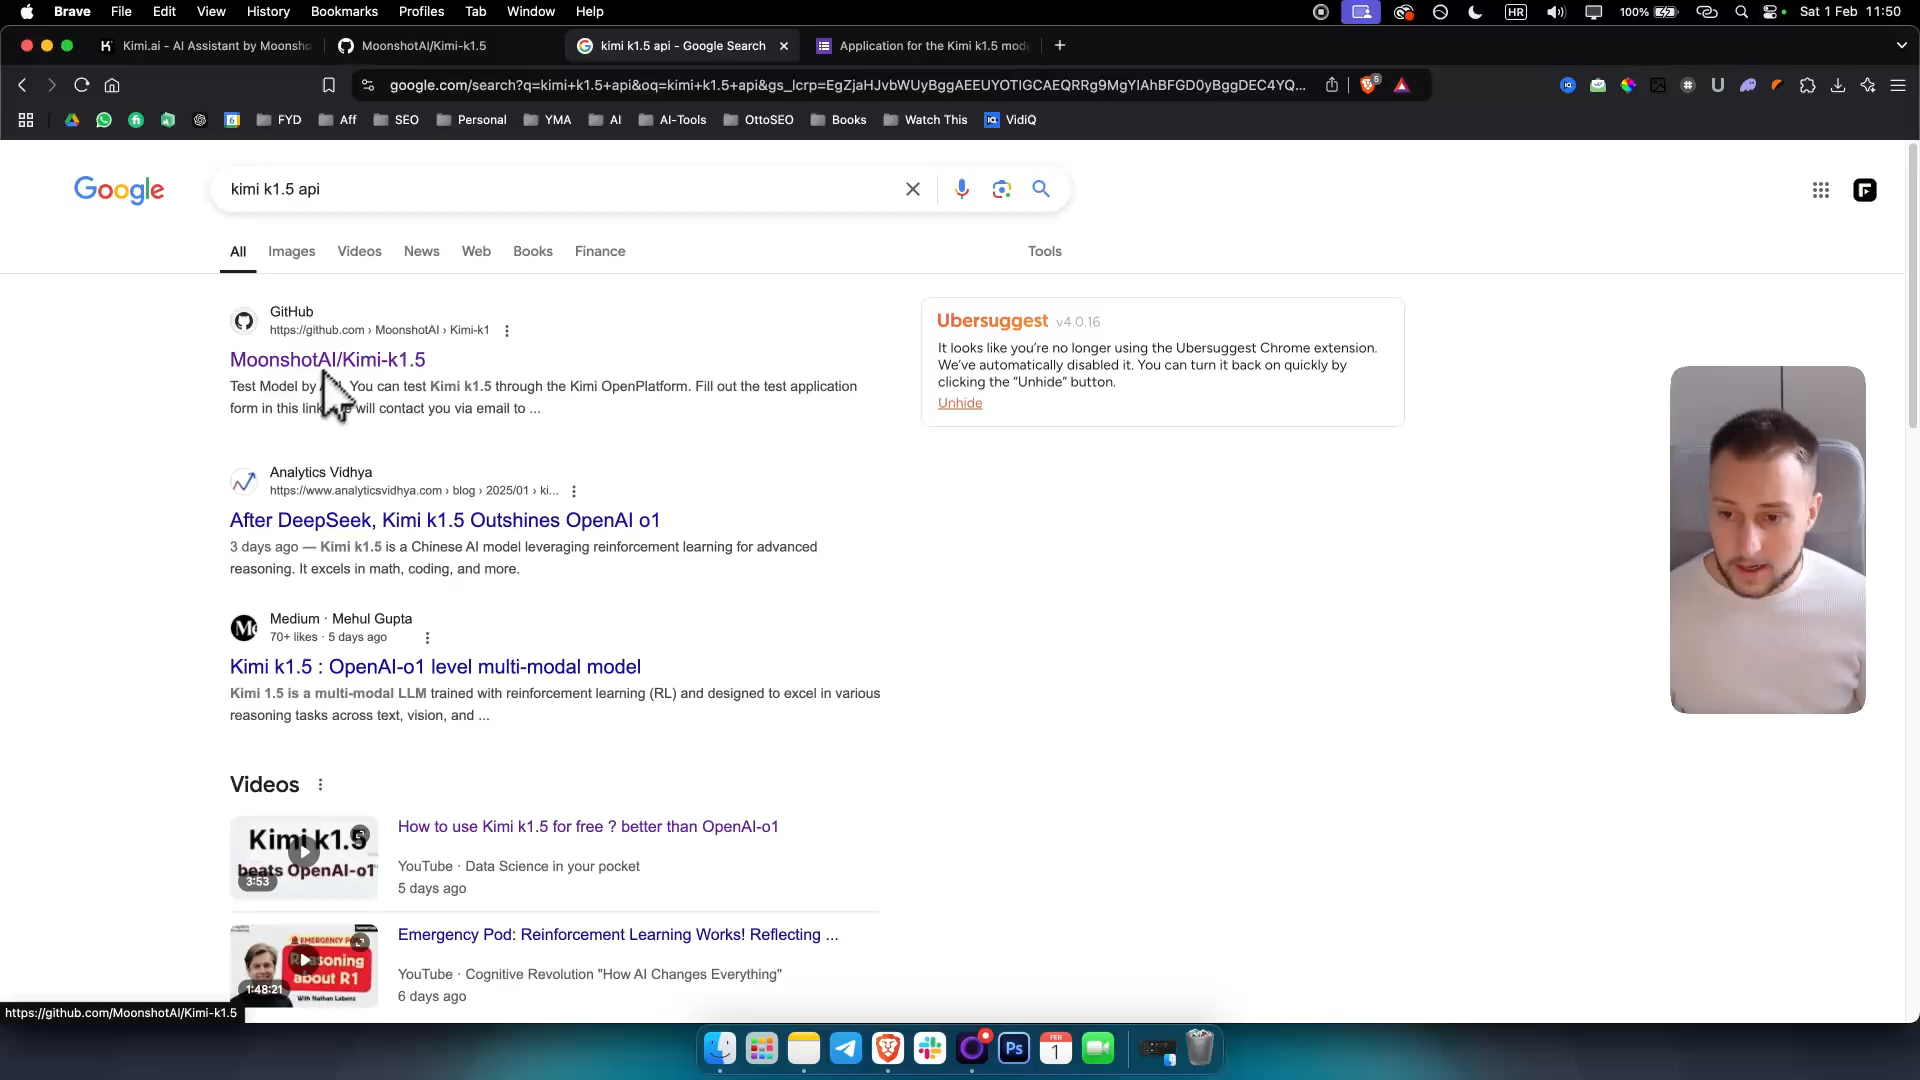 Brave File Edit View History Bookmarks Profiles Tab Window Help HR 100% Sat 1 Feb 11:50
Kimi.ai - AI Assistant by Moonsho MoonshotAI/Kimi-k1.5 kimi k1.5 api - Google Search Application for the Kimi k1.5 mode
google.com/search?q=kimi+k1.5+api&oq=kimi+k1.5+api&gs_lcrp=EgZjaHJvbWUyBggAEEUYOTIGCAEQRRg9MgYIAhBFGD0yBggDEC4YQ... 5
6 FYD Aff SEO Personal YMA AI AI-Tools OttoSEO Books Watch This VidiQ
Google
kimi k1.5 api
All Images Videos News Web Books Finance Tools
GitHub
https://github.com › MoonshotAI › Kimi-k1
MoonshotAI/Kimi-k1.5
Test Model by You can test Kimi k1.5 through the Kimi OpenPlatform. Fill out the test application
form in this link will contact you via email to ...
Ubersuggest v4.0.16
It looks like you're no longer using the Ubersuggest Chrome extension.
We've automatically disabled it. You can turn it back on quickly by
clicking the "Unhide" button.
Unhide
Analytics Vidhya
https://www.analyticsvidhya.com › blog › 2025/01 › ki...
After DeepSeek, Kimi k1.5 Outshines OpenAI o1
3 days ago — Kimi k1.5 is a Chinese AI model leveraging reinforcement learning for advanced
reasoning. It excels in math, coding, and more.
Medium · Mehul Gupta
70+ likes · 5 days ago
Kimi k1.5 : OpenAI-o1 level multi-modal model
Kimi 1.5 is a multi-modal LLM trained with reinforcement learning (RL) and designed to excel in various
reasoning tasks across text, vision, and ...
Videos
Kimi k1.5
beats OpenAI-o1
3:53
How to use Kimi k1.5 for free ? better than OpenAI-o1
YouTube · Data Science in your pocket
5 days ago
EMERGENCY POD
Reasoning
about R1
With Nathan Labenz
1:48:21
Emergency Pod: Reinforcement Learning Works! Reflecting ...
YouTube · Cognitive Revolution "How AI Changes Everything"
6 days ago
https://github.com/MoonshotAI/Kimi-k1.5
Ps FEB 1